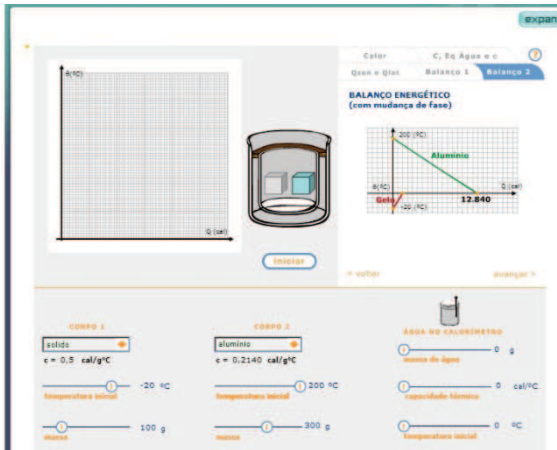 expan
θ(ºC)
Q (cal)
iniciar
Calor
C, Eq Água e c
?
Qsen e Qlat
Balanço 1
Balanço 2
BALANÇO ENERGÉTICO
(com mudança de fase)
200 (ºC)
Alumínio
θ(ºC)
Q (cal)
Gelo
12.840
-20 (ºC)
< voltar
avançar >
CORPO 1
sólido
c = 0,5 cal/gºC
-20 ºC
temperatura inicial
100 g
massa
CORPO 2
alumínio
c = 0,2140 cal/gºC
200 ºC
temperatura inicial
300 g
massa
ÁGUA NO CALORÍMETRO
0 g
massa de água
0 cal/ºC
capacidade térmica
0 ºC
temperatura inicial